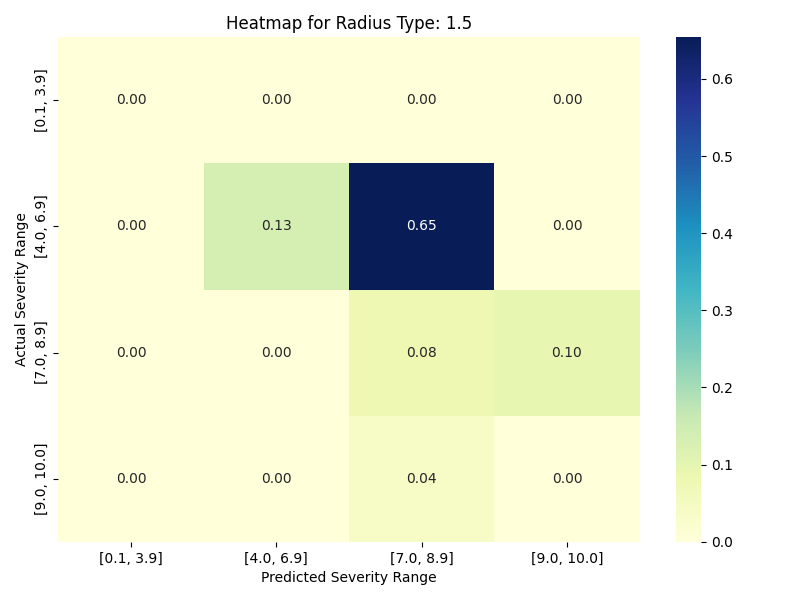 Heatmap for Radius Type: 1.5
Actual Severity Range
[0.1, 3.9]
0.00 0.00 0.00 0.00
[4.0, 6.9]
0.00 0.13 0.65 0.00
[7.0, 8.9]
0.00 0.00 0.08 0.10
[9.0, 10.0]
0.00 0.00 0.04 0.00
[0.1, 3.9] [4.0, 6.9] [7.0, 8.9] [9.0, 10.0]
Predicted Severity Range
0.6
0.5
0.4
0.3
0.2
0.1
0.0